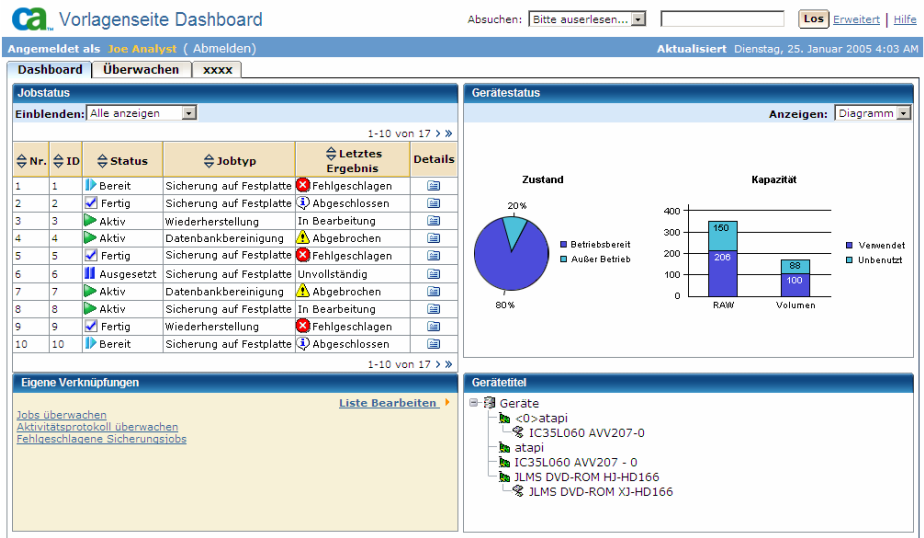 ca Vorlagenseite Dashboard
Absuchen: Bitte auserlesen... Los Erweitert | Hilfe
Angemeldet als Joe Analyst ( Abmelden)
Aktualisiert Dienstag, 25. Januar 2005 4:03 AM
Dashboard Überwachen xxxx
Jobstatus
Einblenden: Alle anzeigen
1-10 von 17 > »
Nr. ID Status Jobtyp Letztes Ergebnis Details
1 1 Bereit Sicherung auf Festplatte Fehlgeschlagen
2 2 Fertig Sicherung auf Festplatte Abgeschlossen
3 3 Aktiv Wiederherstellung In Bearbeitung
4 4 Aktiv Datenbankbereinigung Abgebrochen
5 5 Fertig Sicherung auf Festplatte Fehlgeschlagen
6 6 Ausgesetzt Sicherung auf Festplatte Unvollständig
7 7 Aktiv Datenbankbereinigung Abgebrochen
8 8 Aktiv Sicherung auf Festplatte In Bearbeitung
9 9 Fertig Wiederherstellung Fehlgeschlagen
10 10 Bereit Sicherung auf Festplatte Abgeschlossen
1-10 von 17 > »
Gerätestatus
Anzeigen: Diagramm
Zustand
20%
80%
Betriebsbereit
Außer Betrieb
Kapazität
400
300
200
100
0
150
206
88
100
RAW Volumen
Verwendet
Unbenutzt
Eigene Verknüpfungen
Liste Bearbeiten
Jobs überwachen
Aktivitätsprotokoll überwachen
Fehlgeschlagene Sicherungsjobs
Gerätetitel
Geräte
<0>atapi
IC35L060 AVV207-0
atapi
IC35L060 AVV207 - 0
JLMS DVD-ROM HJ-HD166
JLMS DVD-ROM XJ-HD166